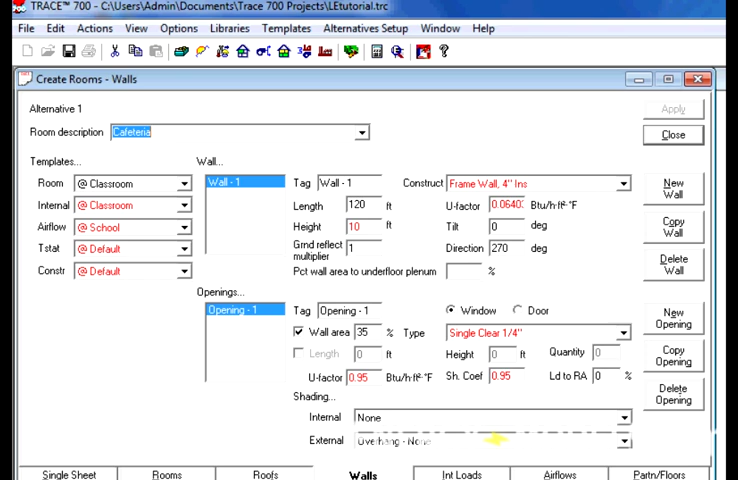 TRACE™ 700 - C:\Users\Admin\Documents\Trace 700 Projects\LEtutorial.trc
File Edit Actions View Options Libraries Templates Alternatives Setup Window Help
Create Rooms - Walls
Alternative 1
Apply
Room description Cafeteria
Close
Templates... Wall...
Room @ Classroom Wall - 1 Tag Wall - 1 Construct Frame Wall, 4" Ins New Wall
Internal @ Classroom Length 120 ft U-factor 0.0640 Btu/h·ft²·°F
Airflow @ School Height 10 ft Tilt 0 deg Copy Wall
Tstat @ Default Grnd reflect multiplier 1 Direction 270 deg
Constr @ Default Pct wall area to underfloor plenum % Delete Wall
Openings...
Opening - 1 Tag Opening - 1 Window Door New Opening
Wall area 35 % Type Single Clear 1/4"
Length 0 ft Height 0 ft Quantity 0 Copy Opening
U-factor 0.95 Btu/h·ft²·°F Sh. Coef 0.95 Ld to RA 0 %
Shading... Delete Opening
Internal None
External Overhang - None
Single Sheet Rooms Roofs Walls Int Loads Airflows Partn/Floors